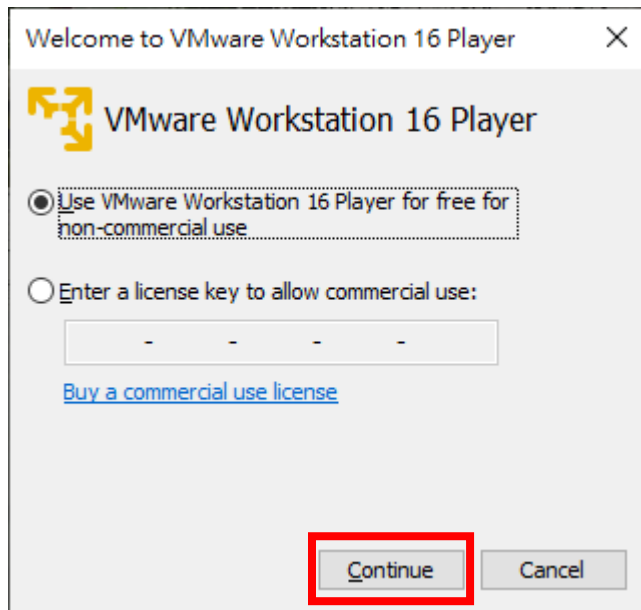 Welcome to VMware Workstation 16 Player
VMware Workstation 16 Player
Use VMware Workstation 16 Player for free for
non-commercial use
Enter a license key to allow commercial use:
- - - -
Buy a commercial use license
Continue Cancel